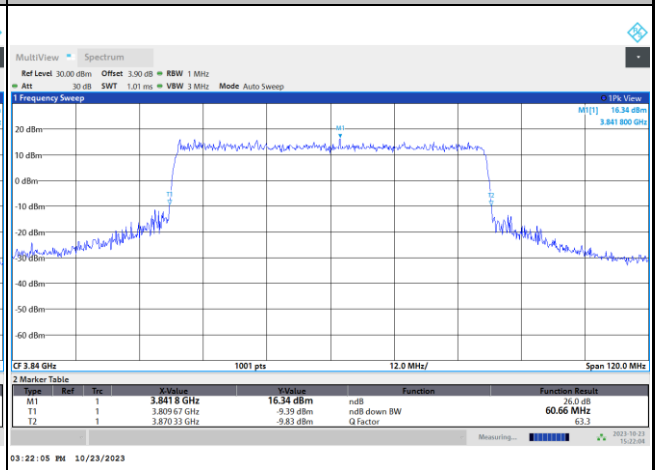 MultiView Spectrum
Ref Level 30.00 dBm Offset 3.90 dB RBW 1 MHz
Att 30 dB SWT 1.01 ms VBW 3 MHz Mode Auto Sweep
1 Frequency Sweep 1Pk View
M1[1] 16.34 dBm
3.841 800 GHz
20 dBm
M1
10 dBm
0 dBm
T1
T2
-10 dBm
-20 dBm
-30 dBm
-40 dBm
-50 dBm
-60 dBm
CF 3.84 GHz 1001 pts 12.0 MHz/ Span 120.0 MHz
2 Marker Table
Type Ref Trc X-Value Y-Value Function Function Result
M1 1 3.841 8 GHz 16.34 dBm ndB 26.0 dB
T1 1 3.809 67 GHz -9.39 dBm ndB down BW 60.66 MHz
T2 1 3.870 33 GHz -9.83 dBm Q Factor 63.3
Measuring... 2023-10-23
15:22:04
03:22:05 PM 10/23/2023